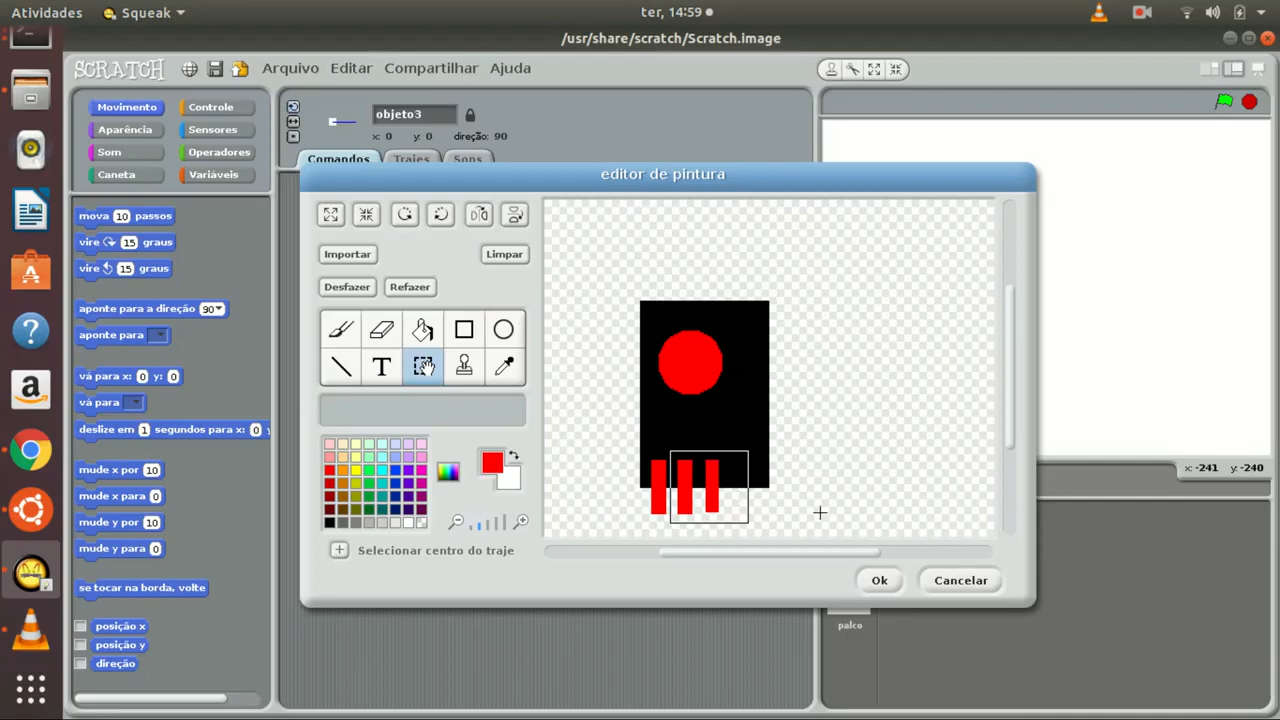 Atividades
Squeak
ter, 14:59
/usr/share/scratch/Scratch.image
SCRATCH
Arquivo
Editar
Compartilhar
Ajuda
Movimento
Controle
Aparência
Sensores
Som
Operadores
Caneta
Variáveis
objeto3
x: 0 y: 0 direção: 90
Comandos
Trajes
Sons
mova 10 passos
vire 15 graus
vire 15 graus
aponte para a direção 90
aponte para
vá para x: 0 y: 0
vá para
deslize em 1 segundos para x: 0 y
mude x por 10
mude x para 0
mude y por 10
mude y para 0
se tocar na borda, volte
posição x
posição y
direção
editor de pintura
Importar
Limpar
Desfazer
Refazer
T
Selecionar centro do traje
Ok
Cancelar
x: -241 y: -240
palco